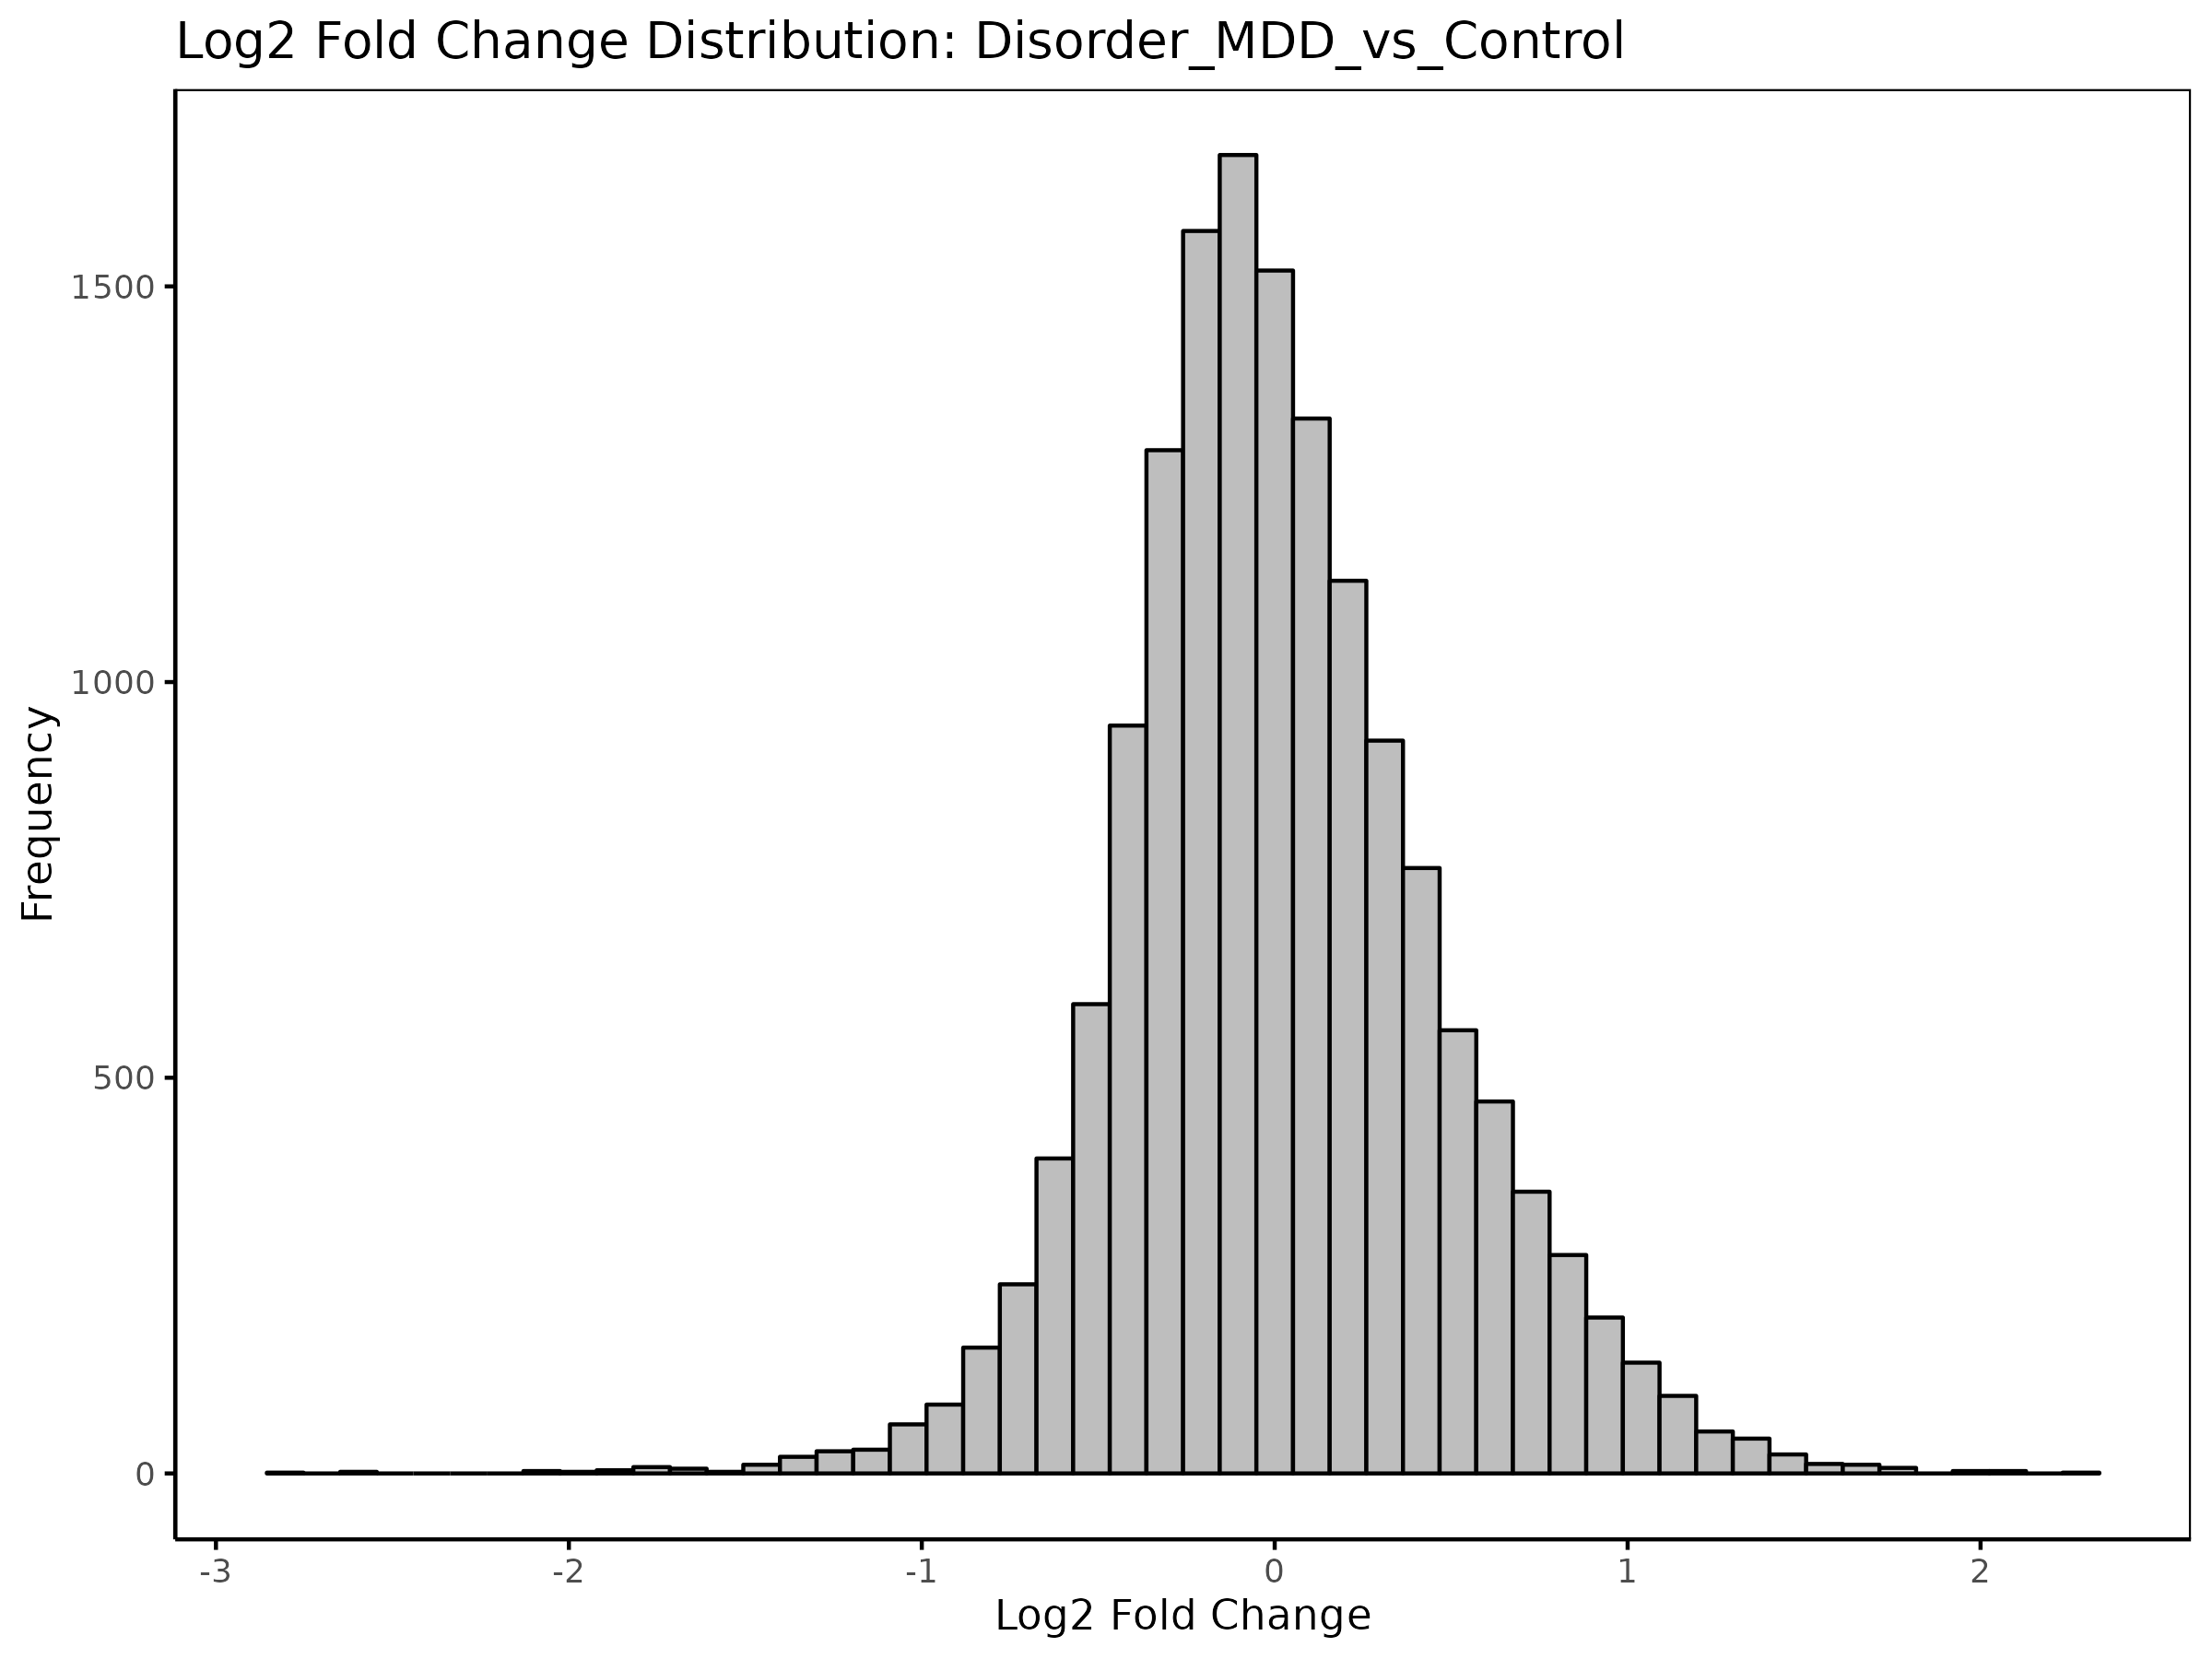 Log2 Fold Change Distribution: Disorder_MDD_vs_Control
1500
1000
500
0
Frequency
-3 -2 -1 0 1 2
Log2 Fold Change